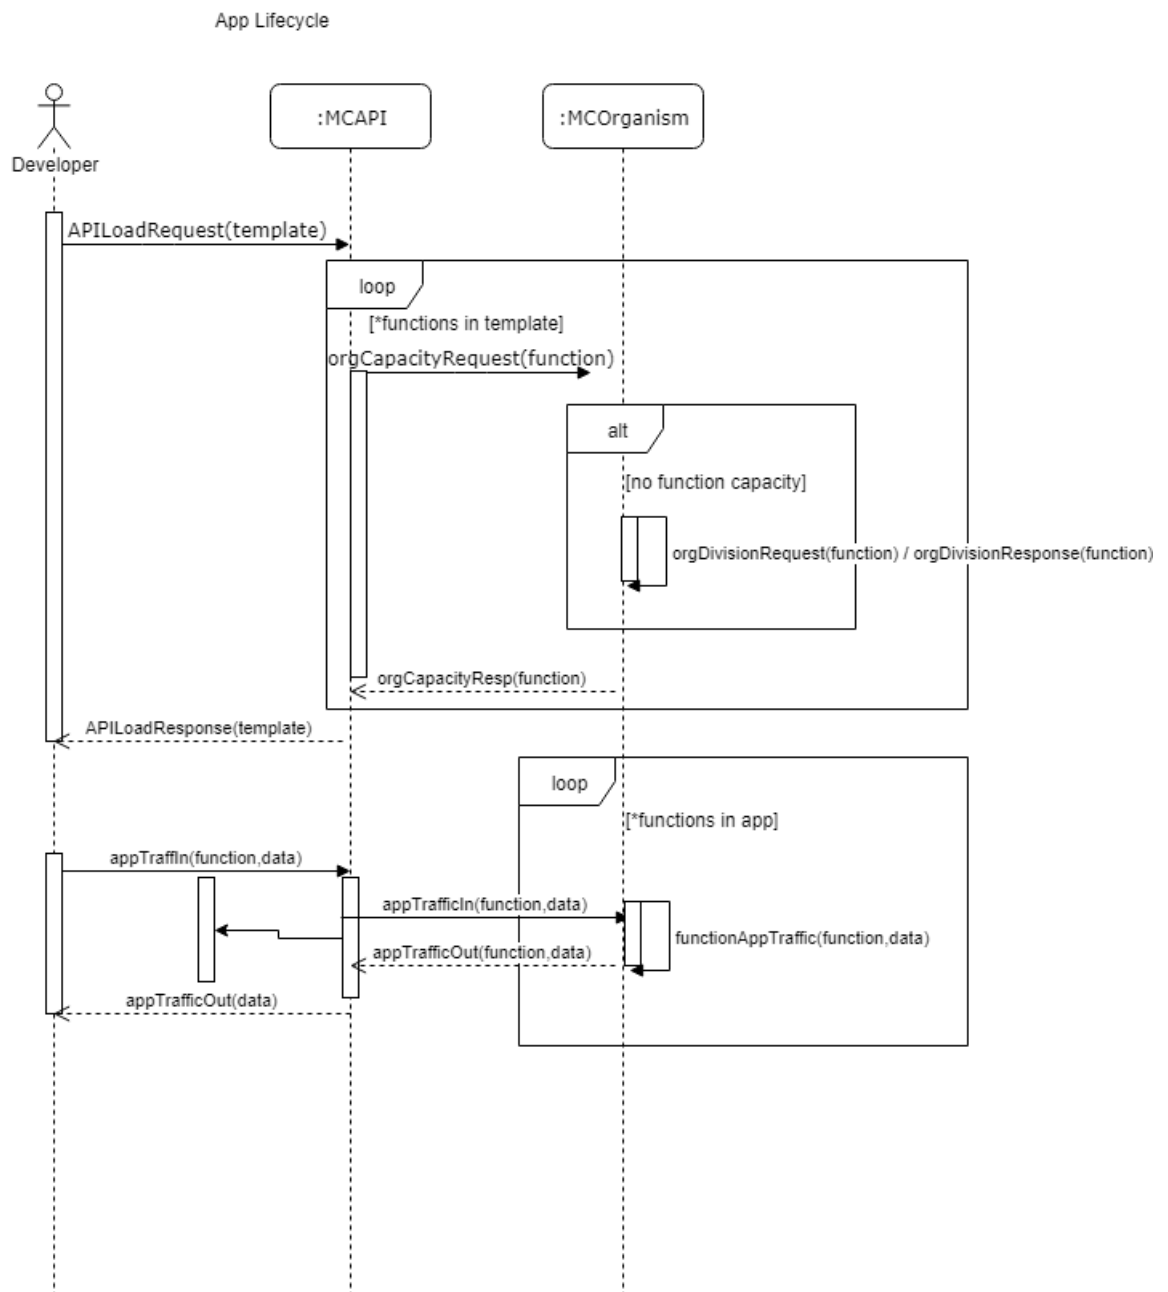 App Lifecycle
:MCAPI
:MCOrganism
Developer
APILoadRequest(template)
loop
[*functions in template]
orgCapacityRequest(function)
alt
[no function capacity]
orgDivisionRequest(function) / orgDivisionResponse(function)
orgCapacityResp(function)
APILoadResponse(template)
loop
[*functions in app]
appTraffIn(function,data)
appTrafficIn(function,data)
functionAppTraffic(function,data)
appTrafficOut(function,data)
appTrafficOut(data)